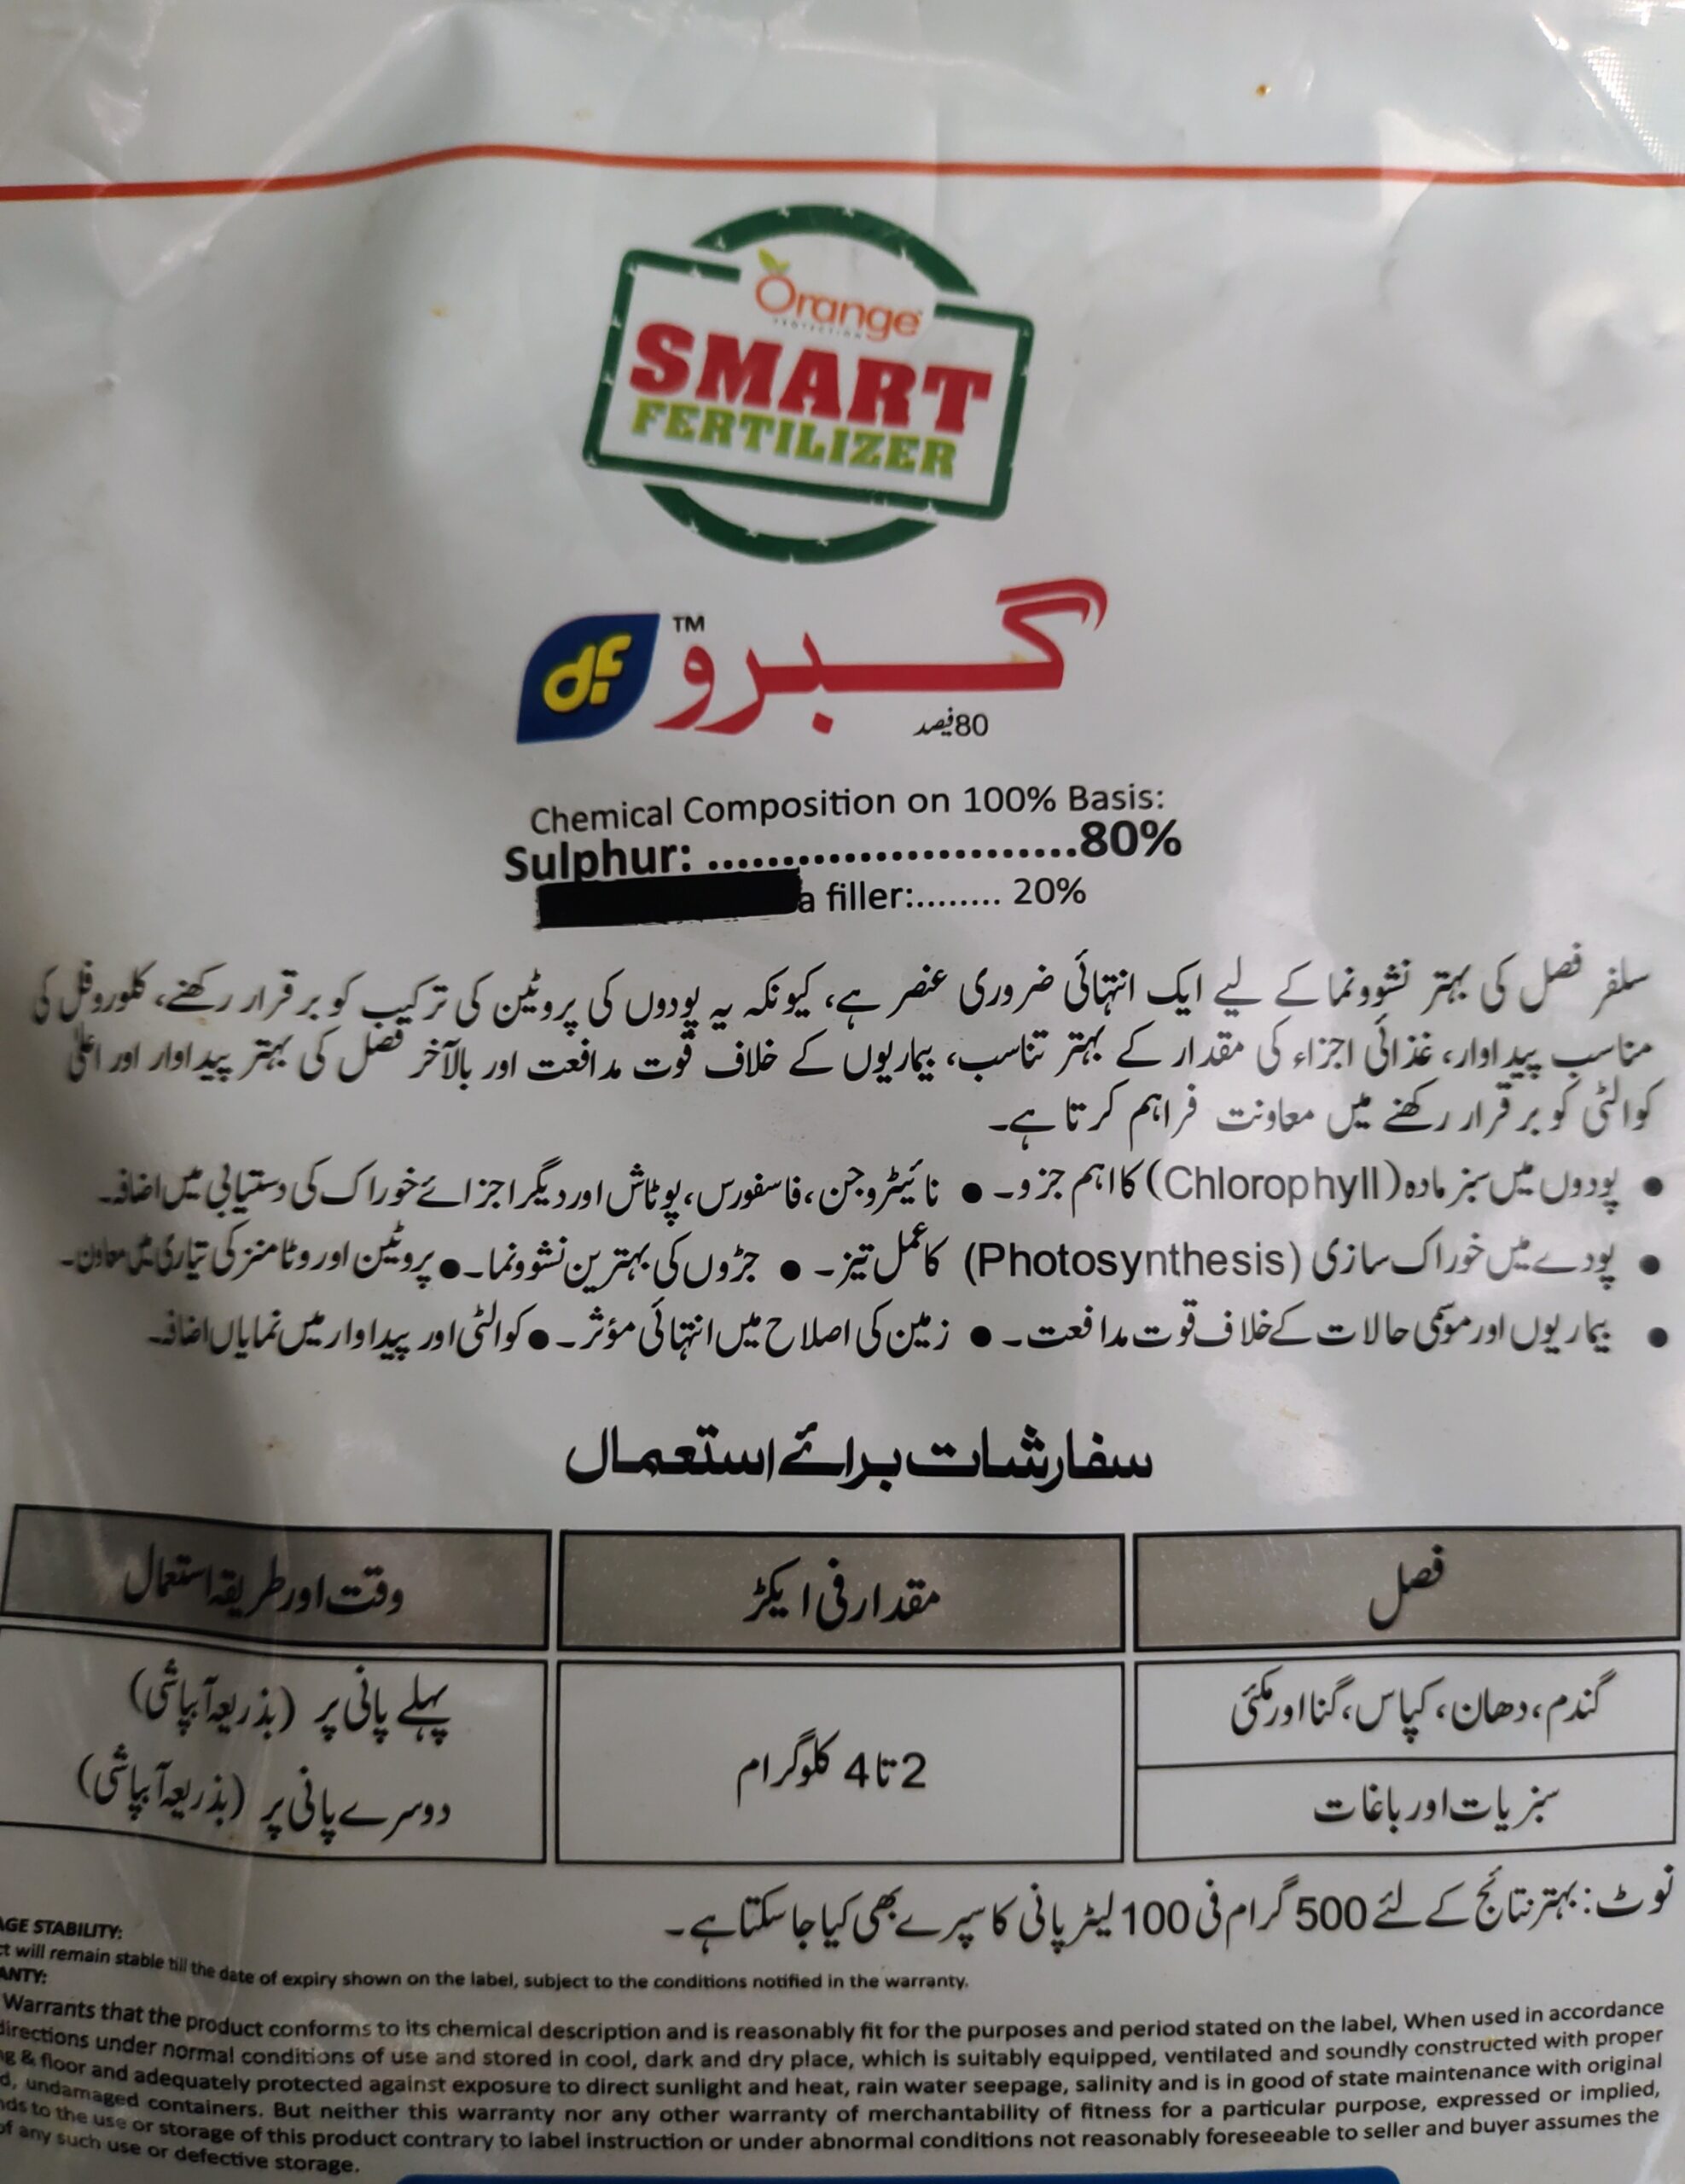 Orange
PROTECTION
SMART
FERTILIZER
گبرو™
df
80 فیصد
Chemical Composition on 100% Basis:
Sulphur: ........................80%
a filler:........ 20%
سلفر فصل کی بہتر نشوونما کے لیے ایک انتہائی ضروری عنصر ہے، کیونکہ یہ پودوں کی پروٹین کی ترکیب کو برقرار رکھنے، کلوروفل کی
مناسب پیداوار، غذائی اجزاء کی مقدار کے بہتر تناسب، بیماریوں کے خلاف قوت مدافعت اور بالآخر فصل کی بہتر پیداوار اور اعلیٰ
کوالٹی کو برقرار رکھنے میں معاونت فراہم کرتا ہے۔
● پودوں میں سبز مادہ (Chlorophyll) کا اہم جزو۔ ● نائیٹروجن، فاسفورس، پوٹاش اور دیگر اجزائے خوراک کی دستیابی میں اضافہ۔
● پودے میں خوراک سازی (Photosynthesis) کا عمل تیز۔ ● جڑوں کی بہترین نشوونما۔ ● پروٹین اور وٹامنز کی تیاری میں معاون۔
● بیماریوں اور موسمی حالات کے خلاف قوت مدافعت۔ ● زمین کی اصلاح میں انتہائی مؤثر۔ ● کوالٹی اور پیداوار میں نمایاں اضافہ۔
سفارشات برائے استعمال
فصل مقدار فی ایکڑ وقت اور طریقہ استعمال
گندم، دھان، کپاس، گنا اور مکئی پہلے پانی پر (بذریعہ آبپاشی)
2 تا 4 کلوگرام
سبزیات اور باغات دوسرے پانی پر (بذریعہ آبپاشی)
نوٹ: بہتر نتائج کے لئے 500 گرام فی 100 لیٹر پانی کا سپرے بھی کیا جا سکتا ہے۔
AGE STABILITY:
ct will remain stable till the date of expiry shown on the label, subject to the conditions notified in the warranty.
ANTY:
Warrants that the product conforms to its chemical description and is reasonably fit for the purposes and period stated on the label, When used in accordance
directions under normal conditions of use and stored in cool, dark and dry place, which is suitably equipped, ventilated and soundly constructed with proper
ng & floor and adequately protected against exposure to direct sunlight and heat, rain water seepage, salinity and is in good of state maintenance with original
d, undamaged containers. But neither this warranty nor any other warranty of merchantability of fitness for a particular purpose, expressed or implied,
nds to the use or storage of this product contrary to label instruction or under abnormal conditions not reasonably foreseeable to seller and buyer assumes the
of any such use or defective storage.